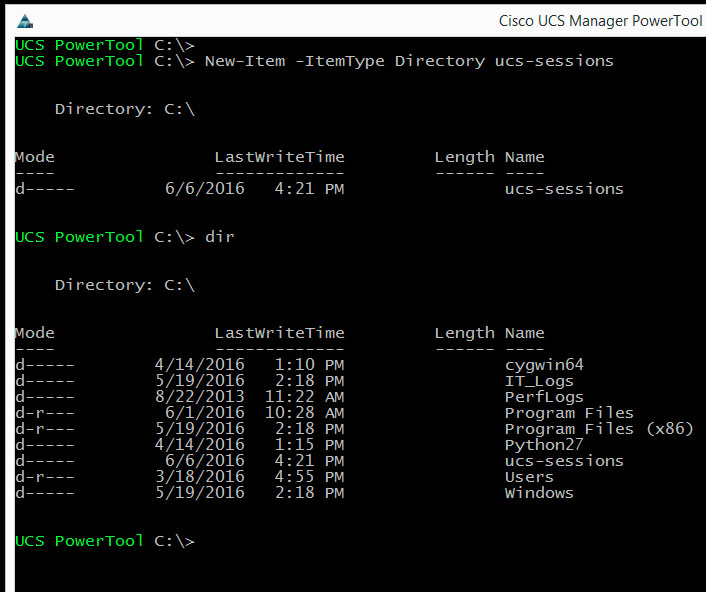 Cisco UCS Manager PowerTool
UCS PowerTool C:\>
UCS PowerTool C:\> New-Item -ItemType Directory ucs-sessions
Directory: C:\
Mode LastWriteTime Length Name
---- ------------- ------ ----
d----- 6/6/2016 4:21 PM ucs-sessions
UCS PowerTool C:\> dir
Directory: C:\
Mode LastWriteTime Length Name
---- ------------- ------ ----
d----- 4/14/2016 1:10 PM cygwin64
d----- 5/19/2016 2:18 PM IT_Logs
d----- 8/22/2013 11:22 AM PerfLogs
d-r--- 6/1/2016 10:28 AM Program Files
d-r--- 5/19/2016 2:18 PM Program Files (x86)
d----- 4/14/2016 1:15 PM Python27
d----- 6/6/2016 4:21 PM ucs-sessions
d-r--- 3/18/2016 4:55 PM Users
d----- 5/19/2016 2:18 PM Windows
UCS PowerTool C:\>